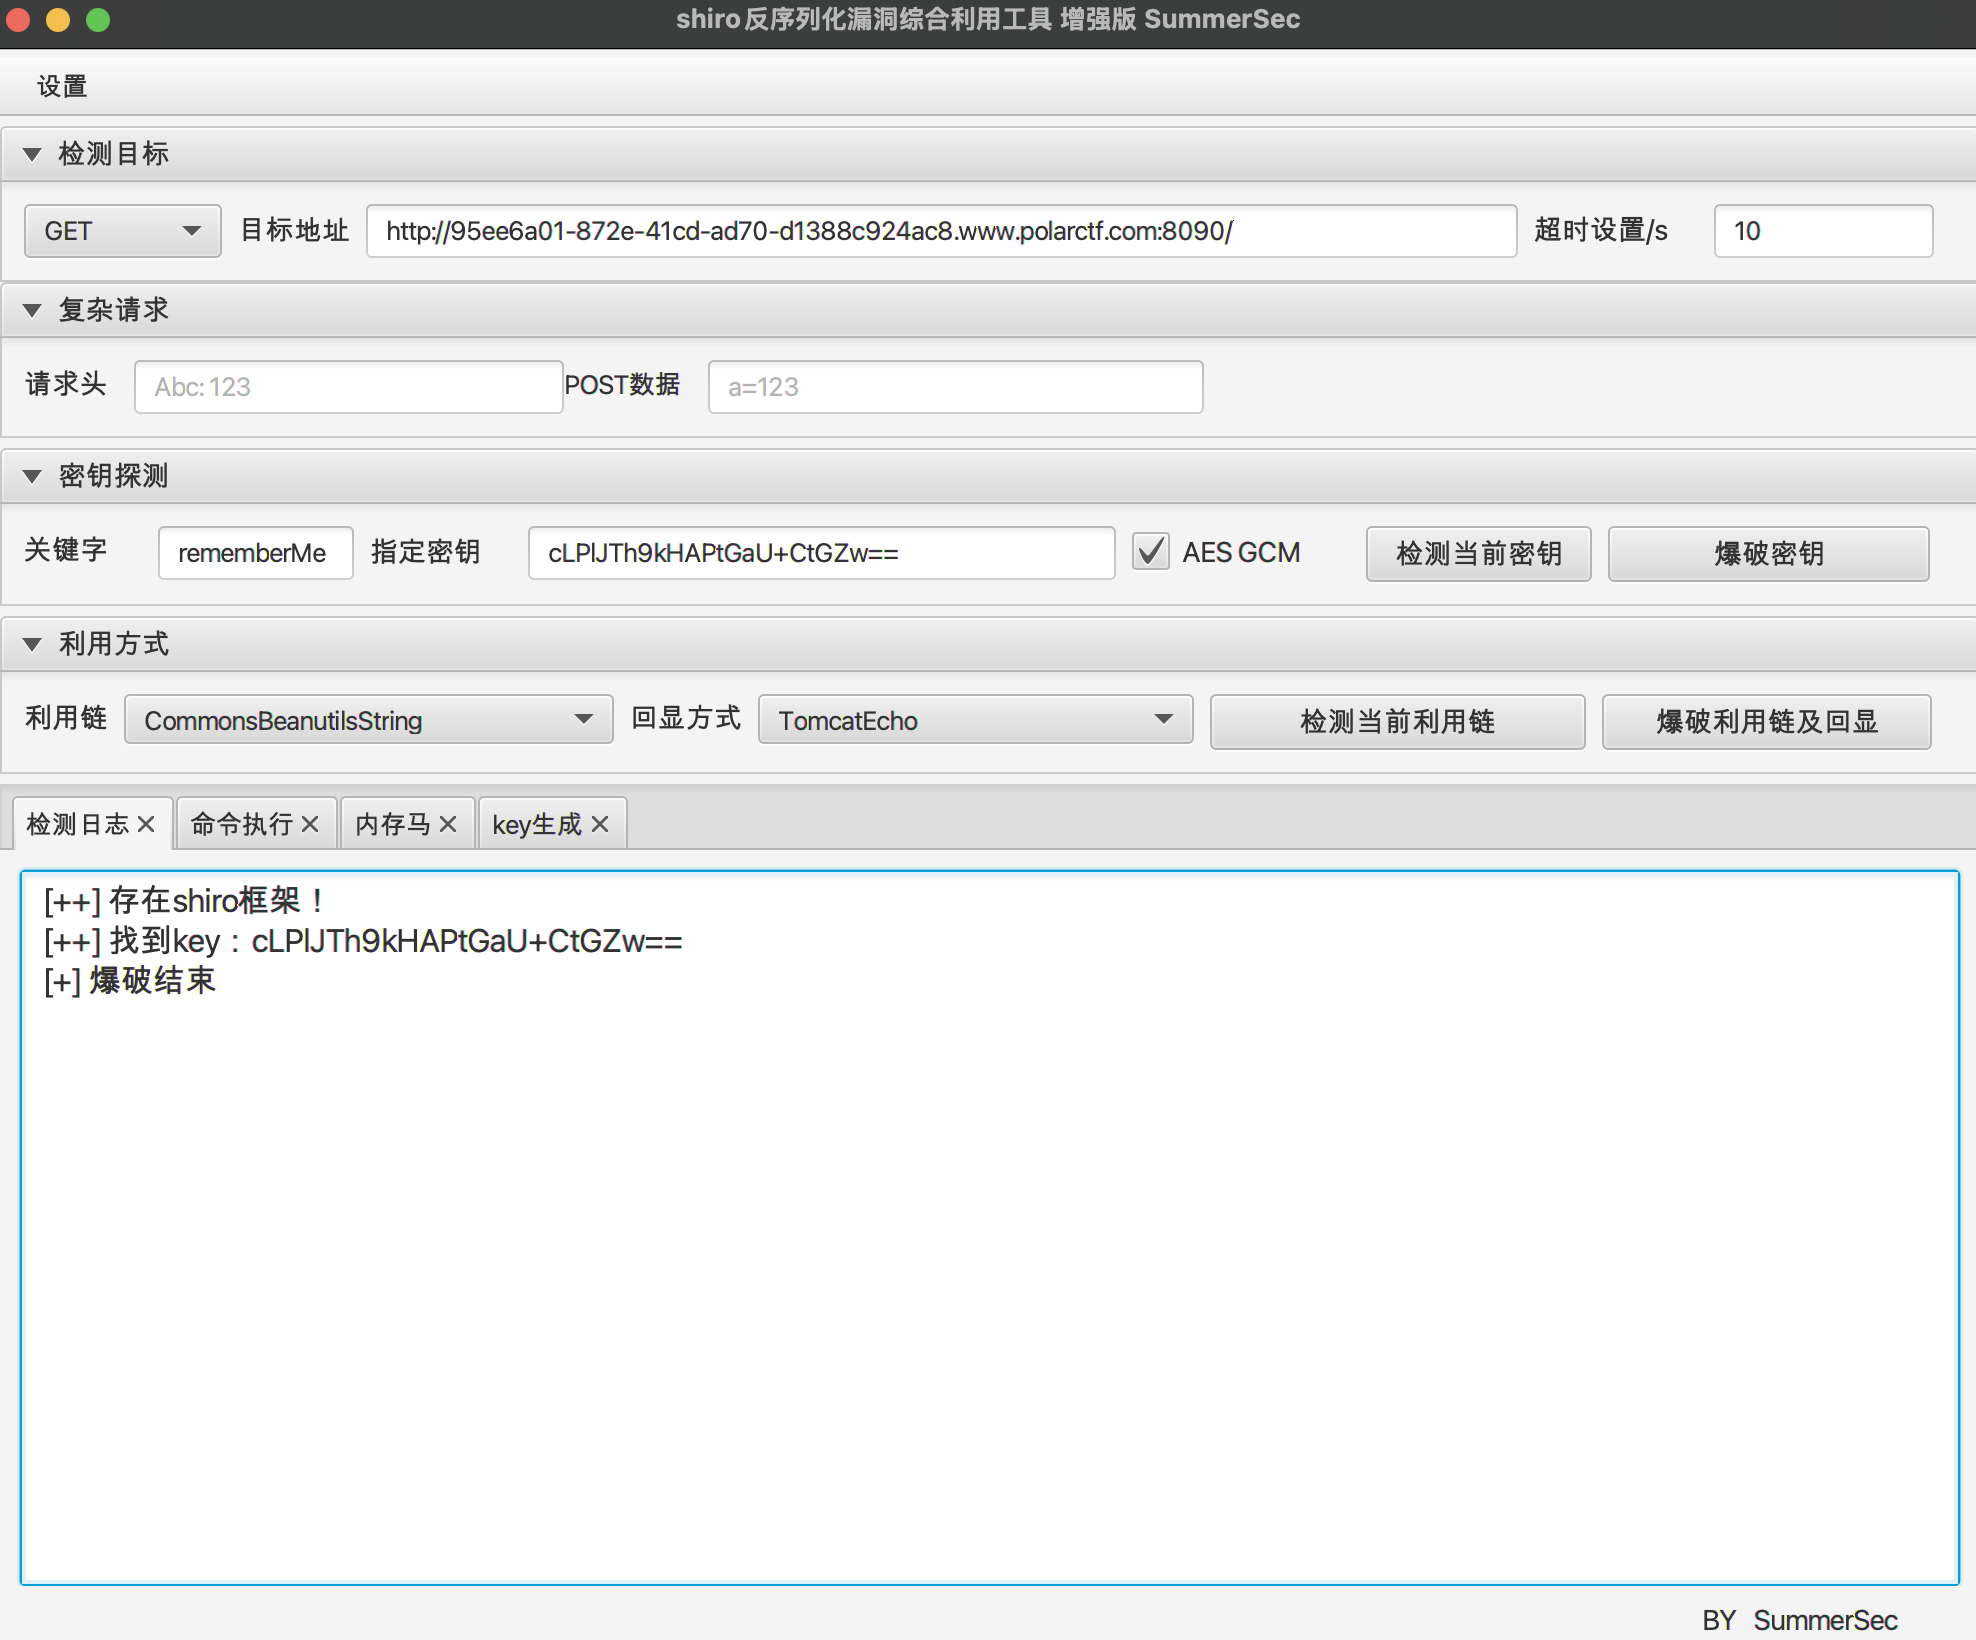 shiro反序列化漏洞综合利用工具 增强版 SummerSec
设置
检测目标
GET 目标地址 http://95ee6a01-872e-41cd-ad70-d1388c924ac8.www.polarctf.com:8090/ 超时设置/s 10
复杂请求
请求头 Abc: 123 POST数据 a=123
密钥探测
关键字 rememberMe 指定密钥 cLPlJTh9kHAPtGaU+CtGZw== AES GCM 检测当前密钥 爆破密钥
利用方式
利用链 CommonsBeanutilsString 回显方式 TomcatEcho 检测当前利用链 爆破利用链及回显
检测日志 命令执行 内存马 key生成
[++] 存在shiro框架！
[++] 找到key：cLPlJTh9kHAPtGaU+CtGZw==
[+] 爆破结束
BY SummerSec